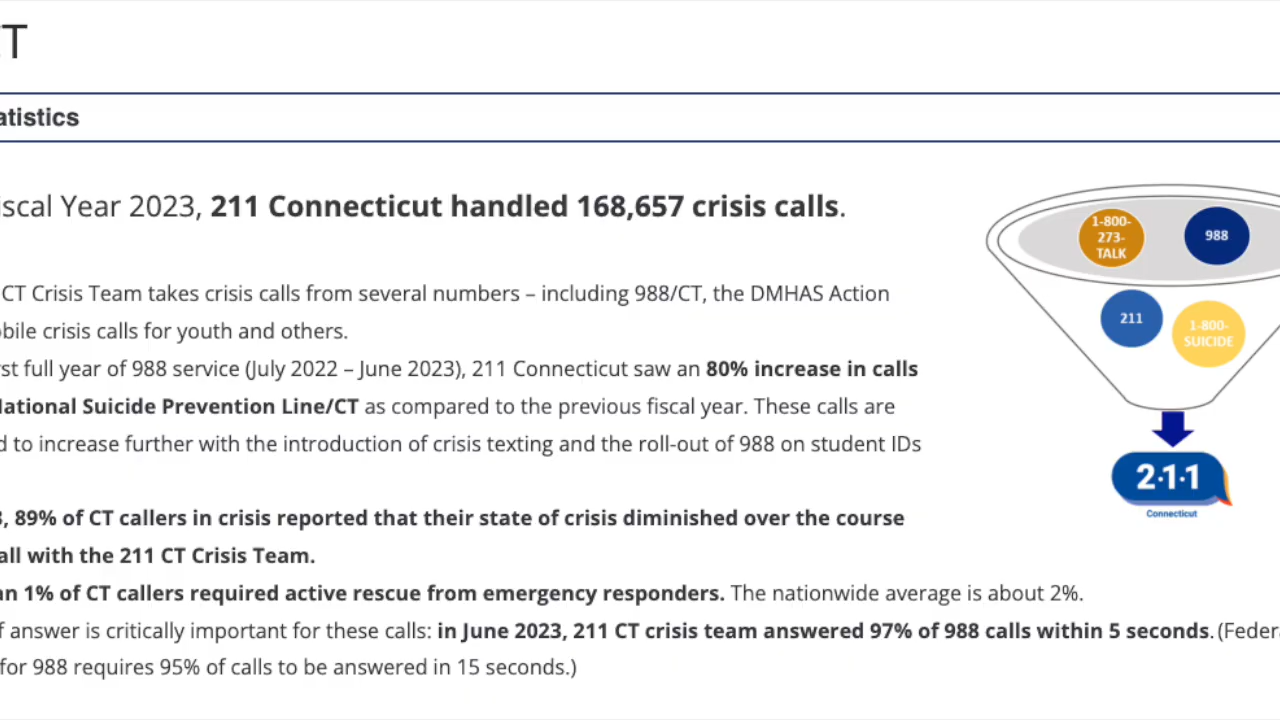 T
atistics
iscal Year 2023, 211 Connecticut handled 168,657 crisis calls.
CT Crisis Team takes crisis calls from several numbers – including 988/CT, the DMHAS Action
bile crisis calls for youth and others.
st full year of 988 service (July 2022 – June 2023), 211 Connecticut saw an 80% increase in calls
ational Suicide Prevention Line/CT as compared to the previous fiscal year. These calls are
d to increase further with the introduction of crisis texting and the roll-out of 988 on student IDs
, 89% of CT callers in crisis reported that their state of crisis diminished over the course
all with the 211 CT Crisis Team.
an 1% of CT callers required active rescue from emergency responders. The nationwide average is about 2%.
f answer is critically important for these calls: in June 2023, 211 CT crisis team answered 97% of 988 calls within 5 seconds. (Feder
for 988 requires 95% of calls to be answered in 15 seconds.)
1-800-
273-
TALK
988
211
1-800-
SUICIDE
2·1·1
Connecticut